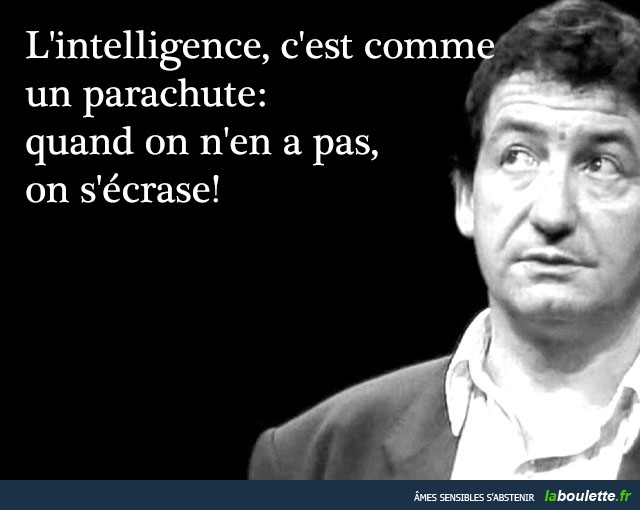 L'intelligence, c'est comme
un parachute:
quand on n'en a pas,
on s'écrase!
ÂMES SENSIBLES S'ABSTENIR laboulette.fr